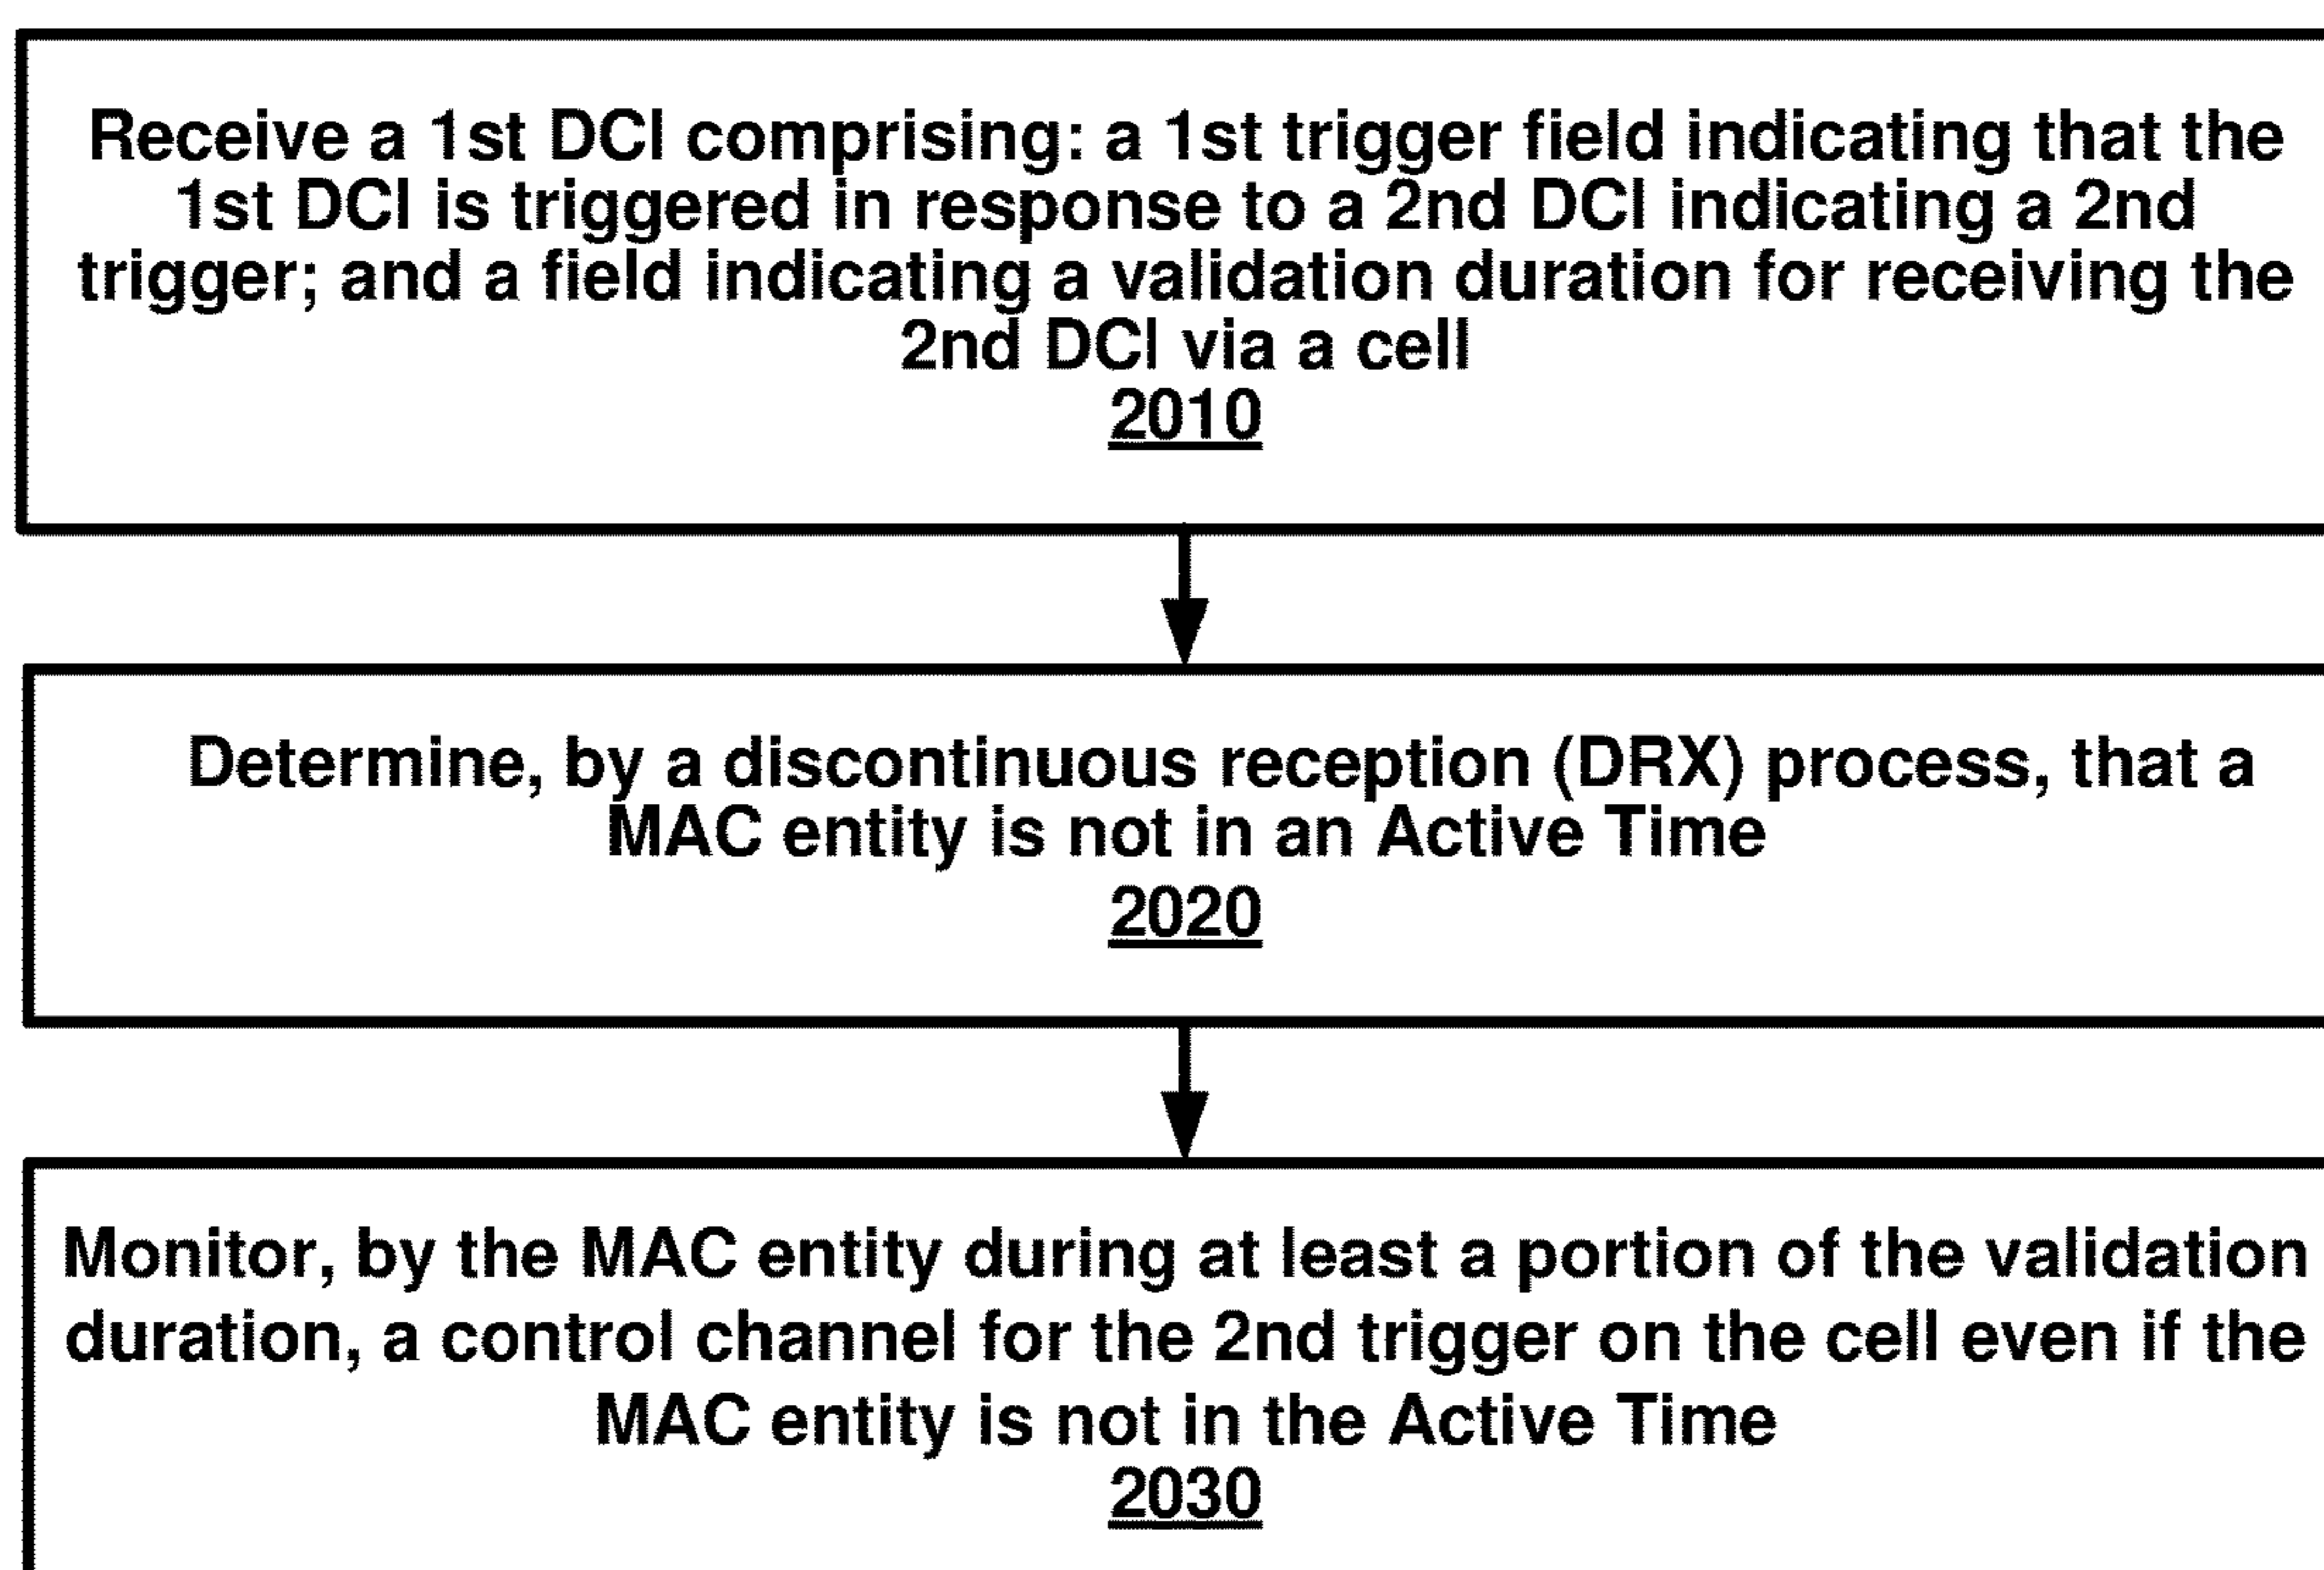 Receive a 1st DCI comprising: a 1st trigger field indicating that the
1st DCI is triggered in response to a 2nd DCI indicating a 2nd
trigger; and a field indicating a validation duration for receiving the
2nd DCI via a cell
2010
Determine, by a discontinuous reception (DRX) process, that a
MAC entity is not in an Active Time
2020
Monitor, by the MAC entity during at least a portion of the validation
duration, a control channel for the 2nd trigger on the cell even if the
MAC entity is not in the Active Time
2030